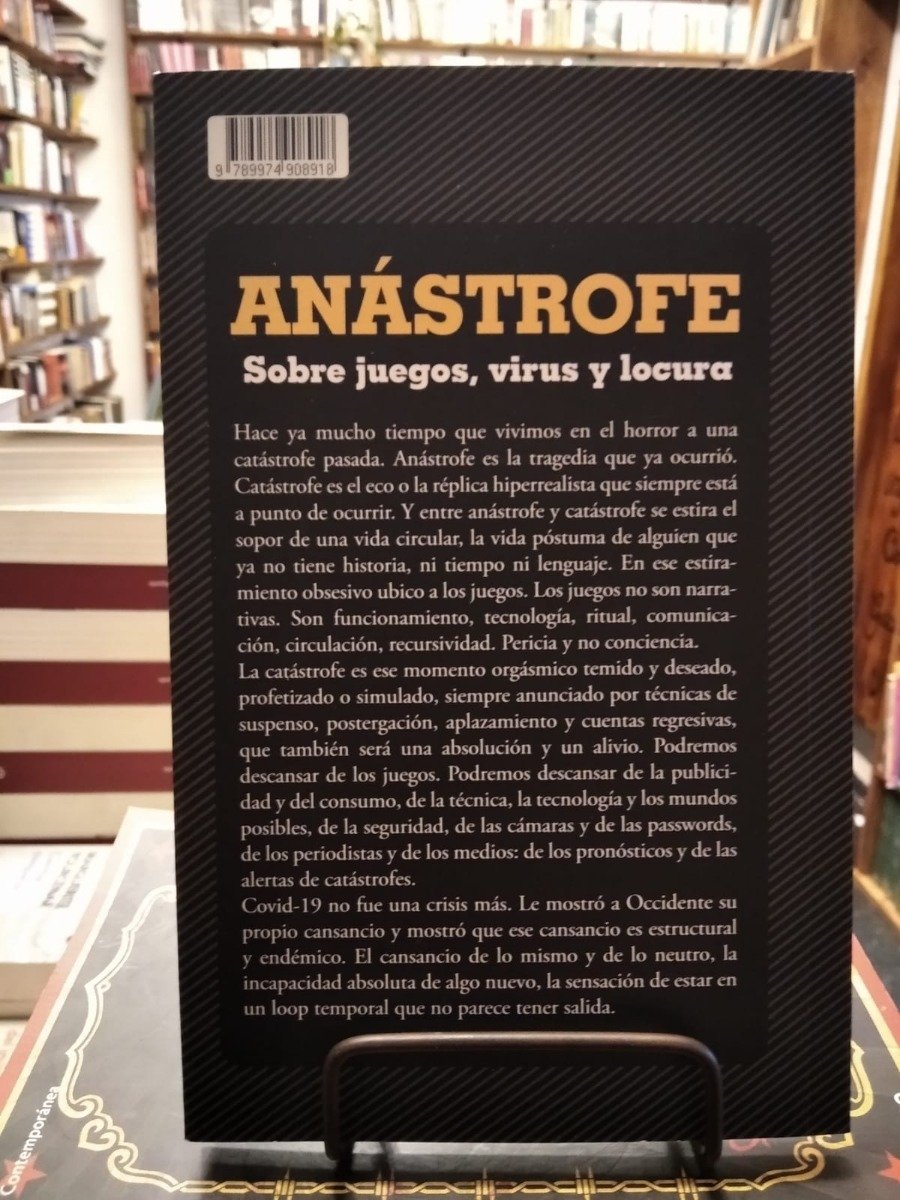 9 789974 908918
ANÁSTROFE
Sobre juegos, virus y locura
Hace ya mucho tiempo que vivimos en el horror a una
catástrofe pasada. Anástrofe es la tragedia que ya ocurrió.
Catástrofe es el eco o la réplica hiperrealista que siempre está
a punto de ocurrir. Y entre anástrofe y catástrofe se estira el
sopor de una vida circular, la vida póstuma de alguien que
ya no tiene historia, ni tiempo ni lenguaje. En ese estira-
miento obsesivo ubico a los juegos. Los juegos no son narra-
tivas. Son funcionamiento, tecnología, ritual, comunica-
ción, circulación, recursividad. Pericia y no conciencia.
La catástrofe es ese momento orgásmico temido y deseado,
profetizado o simulado, siempre anunciado por técnicas de
suspenso, postergación, aplazamiento y cuentas regresivas,
que también será una absolución y un alivio. Podremos
descansar de los juegos. Podremos descansar de la publici-
dad y del consumo, de la técnica, la tecnología y los mundos
posibles, de la seguridad, de las cámaras y de las passwords,
de los periodistas y de los medios: de los pronósticos y de las
alertas de catástrofes.
Covid-19 no fue una crisis más. Le mostró a Occidente su
propio cansancio y mostró que ese cansancio es estructural
y endémico. El cansancio de lo mismo y de lo neutro, la
incapacidad absoluta de algo nuevo, la sensación de estar en
un loop temporal que no parece tener salida.
Contemporánea